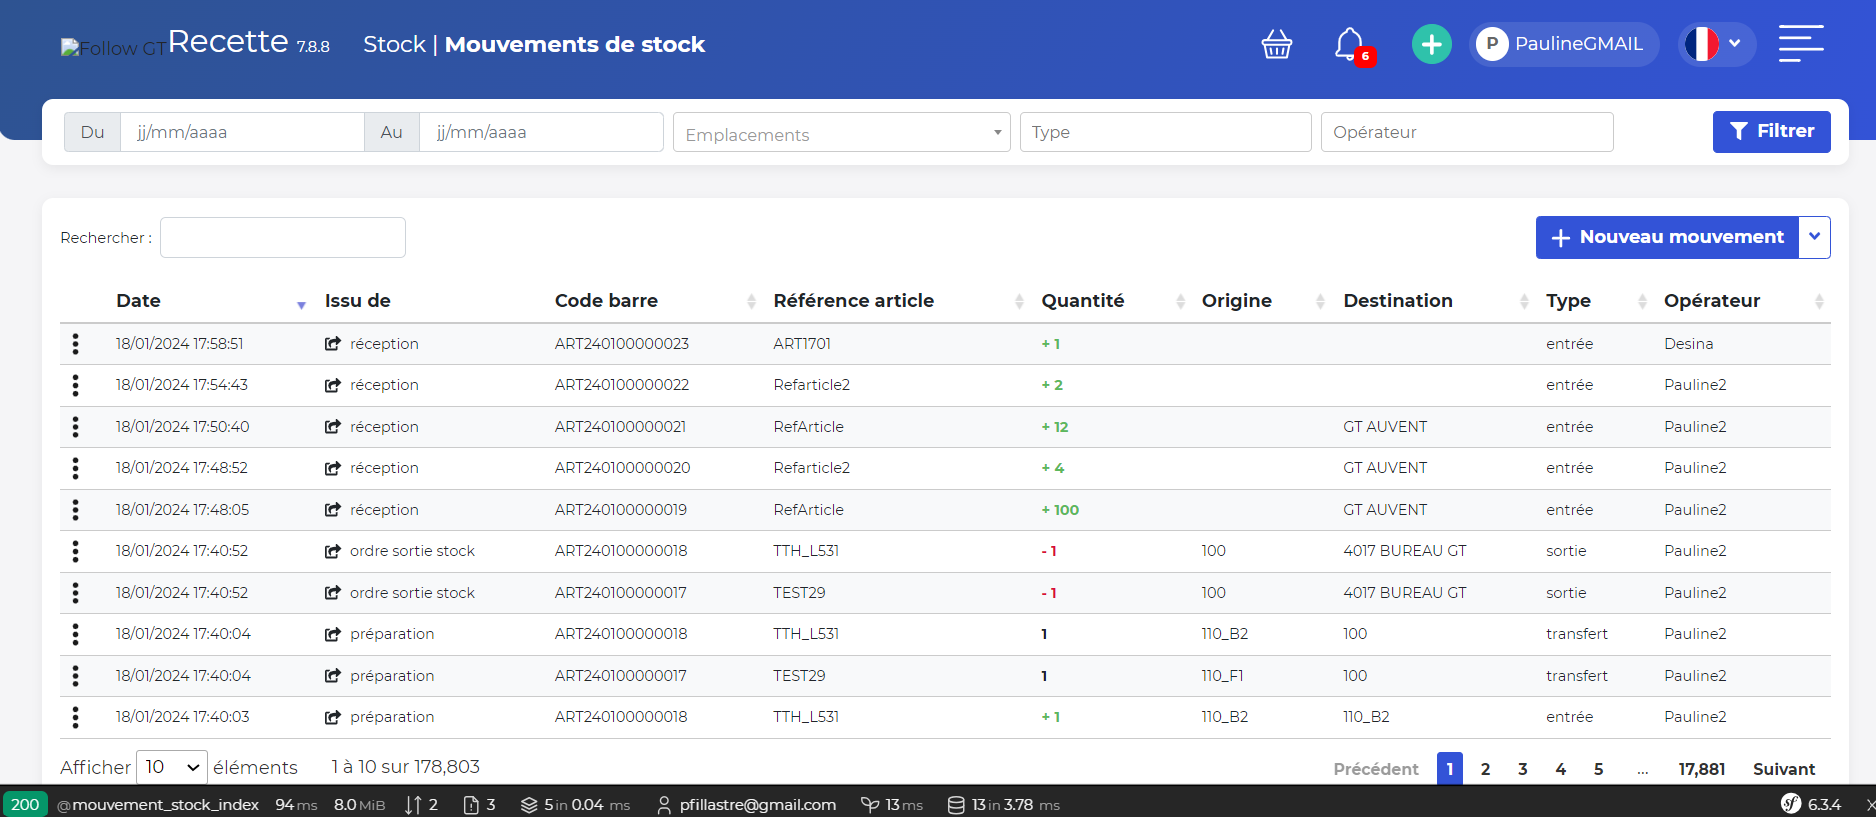 Follow GT Recette 7.8.8 Stock | Mouvements de stock 6 P PaulineGMAIL
Du jj/mm/aaaa Au jj/mm/aaaa Emplacements Type Opérateur Filtrer
Rechercher : Nouveau mouvement
Date Issu de Code barre Référence article Quantité Origine Destination Type Opérateur
18/01/2024 17:58:51 réception ART240100000023 ART1701 + 1 entrée Desina
18/01/2024 17:54:43 réception ART240100000022 Refarticle2 + 2 entrée Pauline2
18/01/2024 17:50:40 réception ART240100000021 RefArticle + 12 GT AUVENT entrée Pauline2
18/01/2024 17:48:52 réception ART240100000020 Refarticle2 + 4 GT AUVENT entrée Pauline2
18/01/2024 17:48:05 réception ART240100000019 RefArticle + 100 GT AUVENT entrée Pauline2
18/01/2024 17:40:52 ordre sortie stock ART240100000018 TTH_L531 - 1 100 4017 BUREAU GT sortie Pauline2
18/01/2024 17:40:52 ordre sortie stock ART240100000017 TEST29 - 1 100 4017 BUREAU GT sortie Pauline2
18/01/2024 17:40:04 préparation ART240100000018 TTH_L531 1 110_B2 100 transfert Pauline2
18/01/2024 17:40:04 préparation ART240100000017 TEST29 1 110_F1 100 transfert Pauline2
18/01/2024 17:40:03 préparation ART240100000018 TTH_L531 + 1 110_B2 110_B2 entrée Pauline2
Afficher 10 éléments 1 à 10 sur 178,803 Précédent 1 2 3 4 5 ... 17,881 Suivant
200 @mouvement_stock_index 94 ms 8.0 MiB 2 3 5 in 0.04 ms pfillastre@gmail.com 13 ms 13 in 3.78 ms sf 6.3.4 X